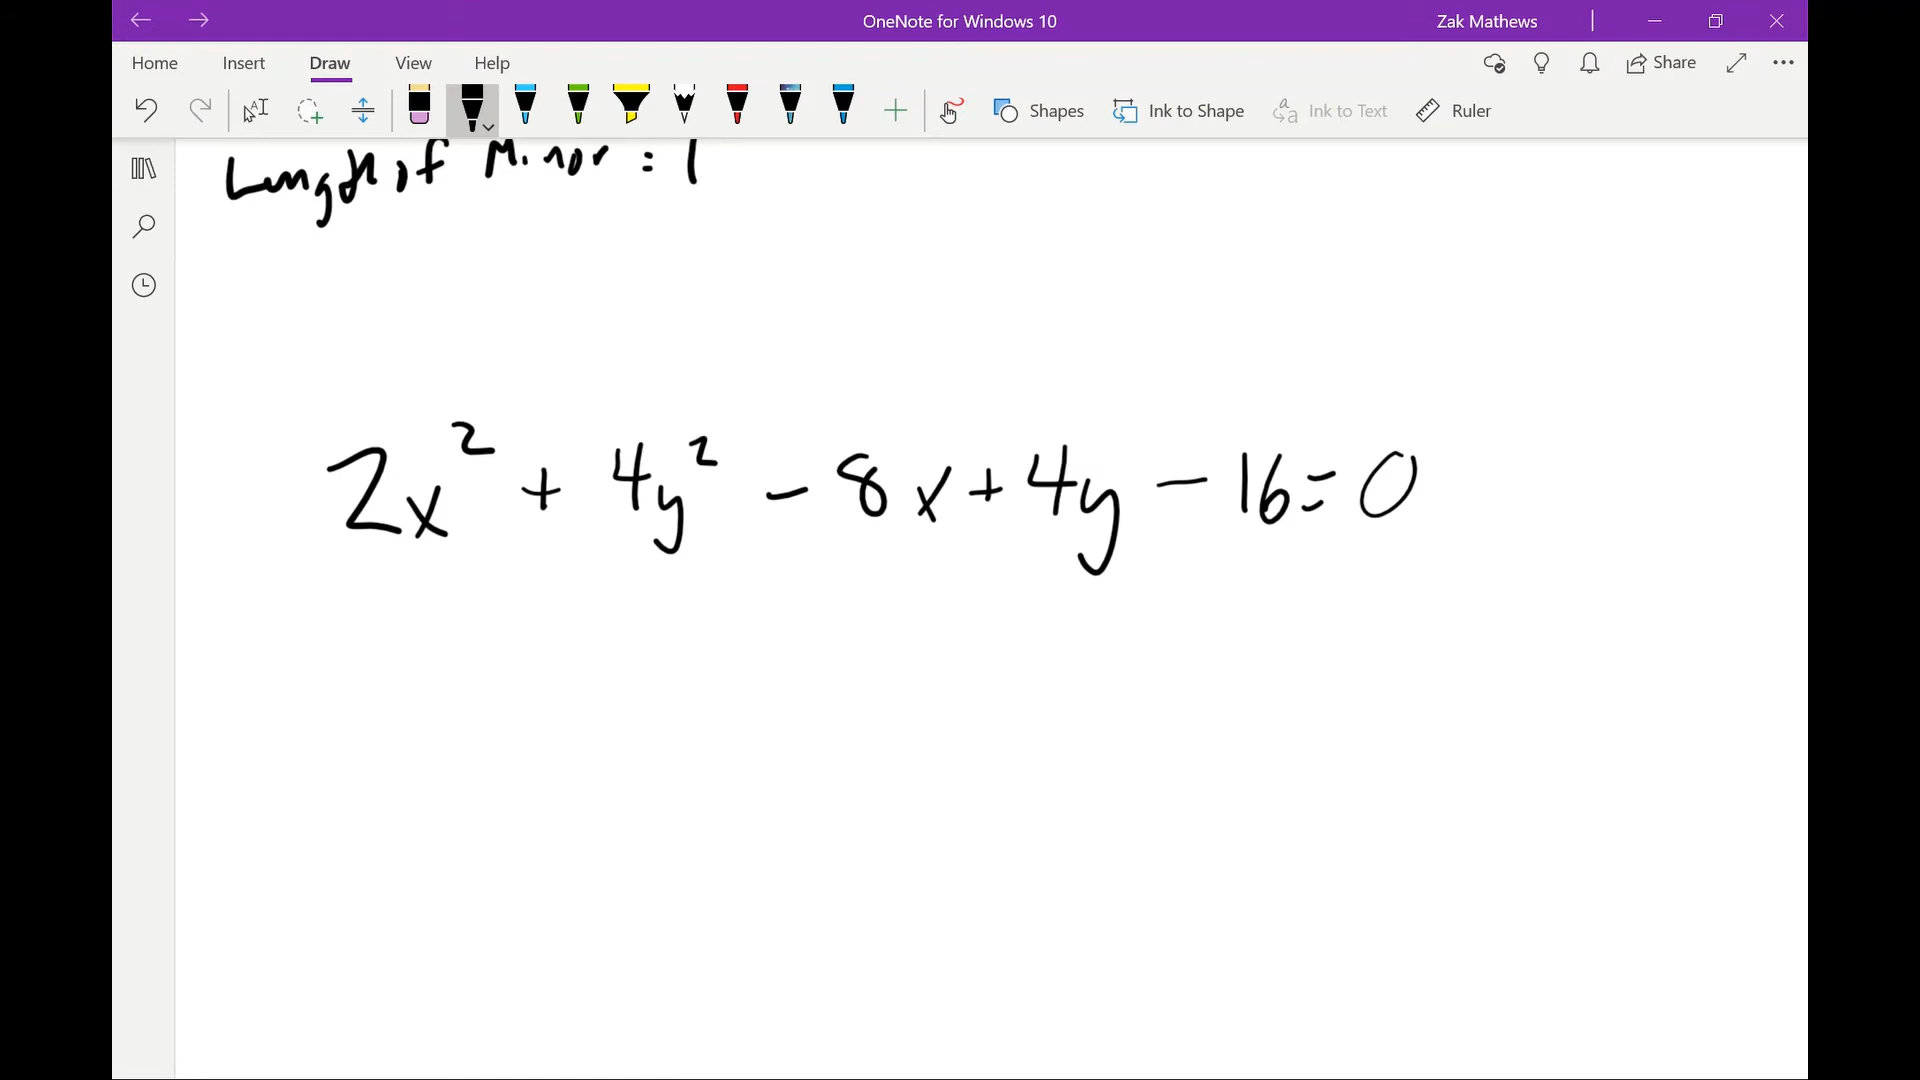 OneNote for Windows 10
Zak Mathews
Home Insert Draw View Help
Share
Shapes Ink to Shape Ink to Text Ruler
Length of Minor = 1
2x² + 4y² - 8x + 4y - 16 = 0